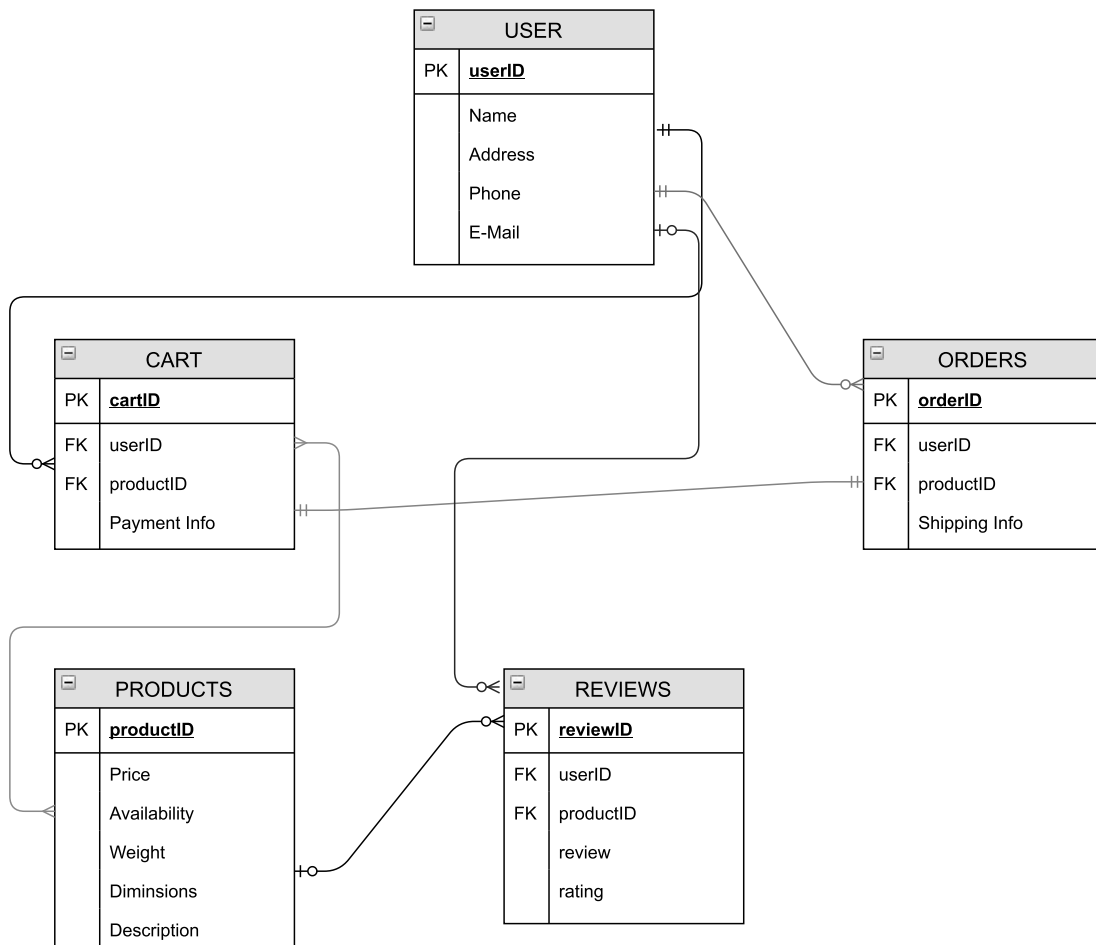 USER
PK userID
Name
Address
Phone
E-Mail
CART
PK cartID
FK userID
FK productID
Payment Info
ORDERS
PK orderID
FK userID
FK productID
Shipping Info
PRODUCTS
PK productID
Price
Availability
Weight
Diminsions
Description
REVIEWS
PK reviewID
FK userID
FK productID
review
rating